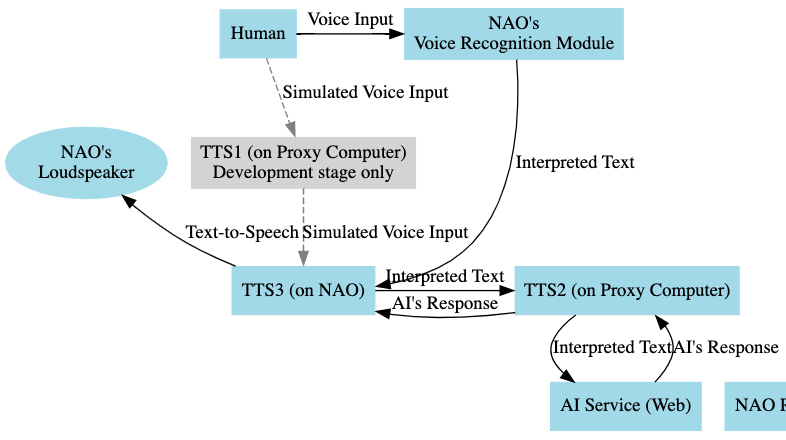 Human
Voice Input
NAO's
Voice Recognition Module
Simulated Voice Input
NAO's
Loudspeaker
TTS1 (on Proxy Computer)
Development stage only
Interpreted Text
Text-to-Speech
Simulated Voice Input
TTS3 (on NAO)
Interpreted Text
AI's Response
TTS2 (on Proxy Computer)
Interpreted Text
AI's Response
AI Service (Web)
NAO